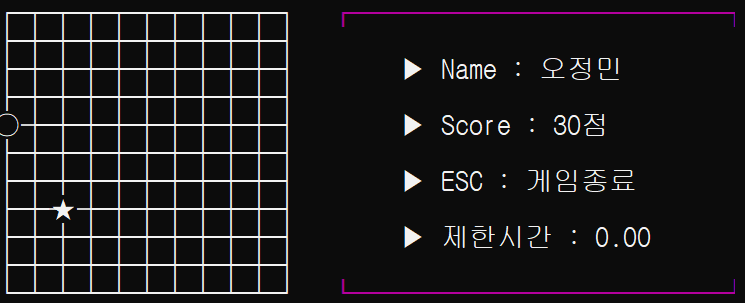 ▶ Name : 오정민
▶ Score : 30점
▶ ESC : 게임종료
▶ 제한시간 : 0.00